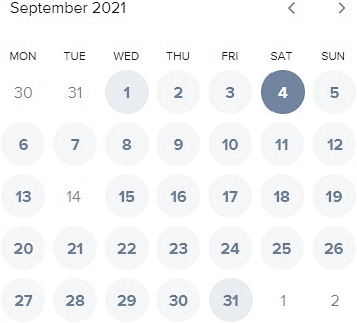 September 2021
MON TUE WED THU FRI SAT SUN
30 31 1 2 3 4 5
6 7 8 9 10 11 12
13 14 15 16 17 18 19
20 21 22 23 24 25 26
27 28 29 30 31 1 2